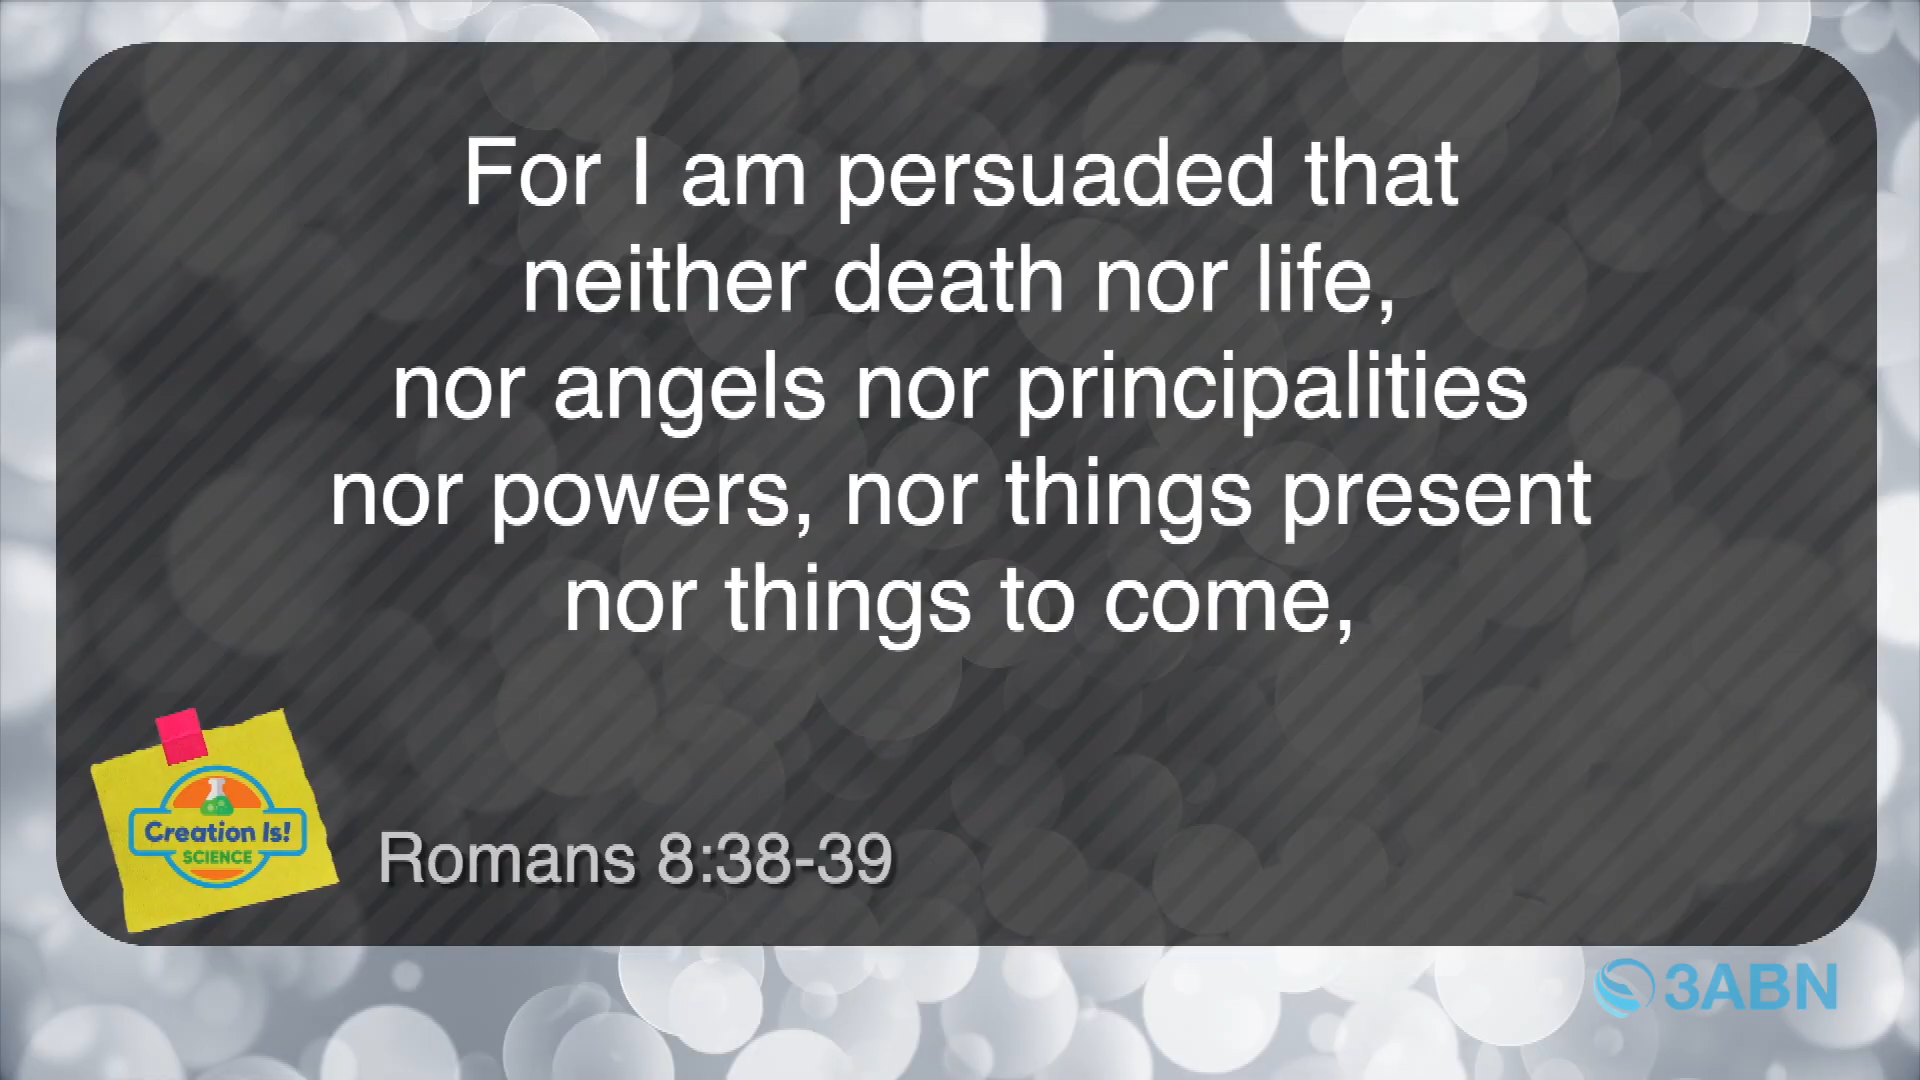 For I am persuaded that
neither death nor life,
nor angels nor principalities
nor powers, nor things present
nor things to come,
Creation Is!
SCIENCE
Romans 8:38-39
3ABN